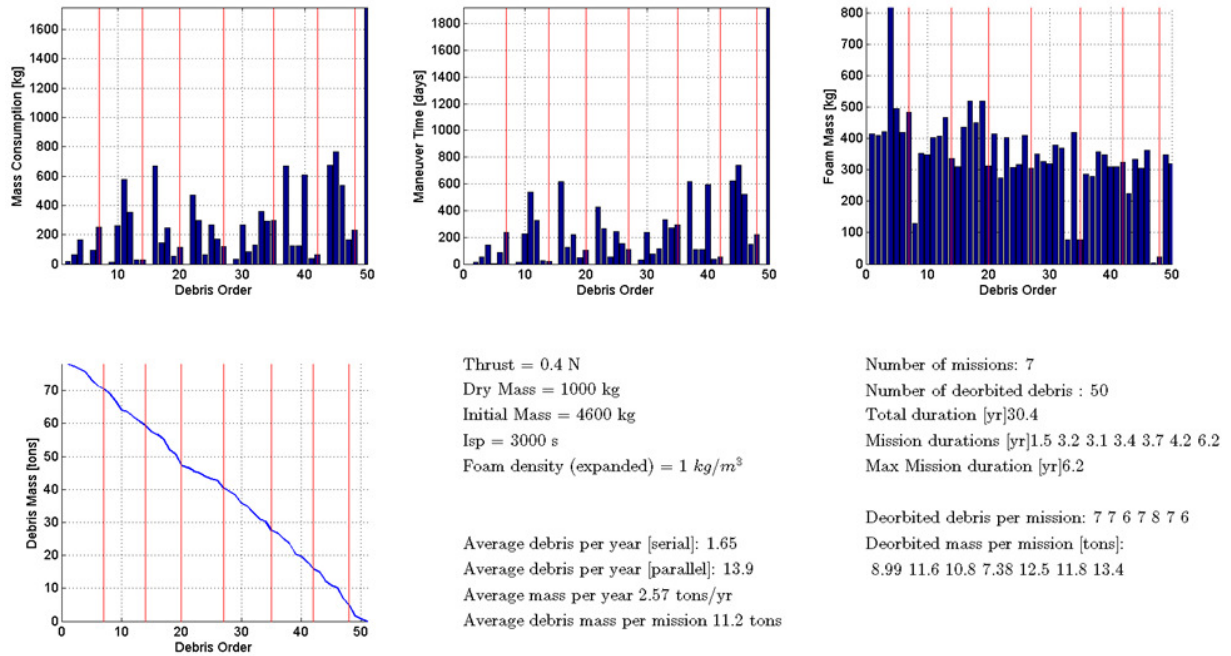 Mass Consumption [kg]
1600
1400
1200
1000
800
600
400
200
0
0 10 20 30 40 50
Debris Order
Maneuver Time [days]
1800
1600
1400
1200
1000
800
600
400
200
0
0 10 20 30 40 50
Debris Order
Foam Mass [kg]
800
700
600
500
400
300
200
100
0
0 10 20 30 40 50
Debris Order
Debris Mass [tons]
70
60
50
40
30
20
10
0
0 10 20 30 40 50
Debris Order
Thrust = 0.4 N
Dry Mass = 1000 kg
Initial Mass = 4600 kg
Isp = 3000 s
Foam density (expanded) = 1 kg/m³
Average debris per year [serial]: 1.65
Average debris per year [parallel]: 13.9
Average mass per year 2.57 tons/yr
Average debris mass per mission 11.2 tons
Number of missions: 7
Number of deorbited debris : 50
Total duration [yr]30.4
Mission durations [yr]1.5 3.2 3.1 3.4 3.7 4.2 6.2
Max Mission duration [yr]6.2
Deorbited debris per mission: 7 7 6 7 8 7 6
Deorbited mass per mission [tons]:
8.99 11.6 10.8 7.38 12.5 11.8 13.4